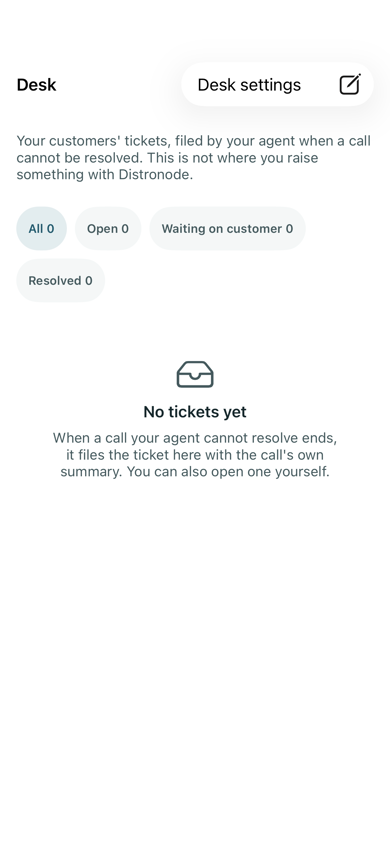 Desk
Desk settings
Your customers' tickets, filed by your agent when a call
cannot be resolved. This is not where you raise
something with Distronode.
All 0
Open 0
Waiting on customer 0
Resolved 0
No tickets yet
When a call your agent cannot resolve ends,
it files the ticket here with the call's own
summary. You can also open one yourself.